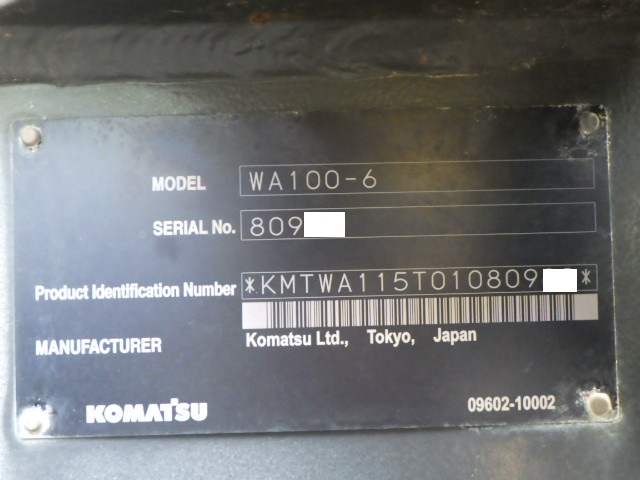 MODEL WA100-6
SERIAL No. 809
Product Identification Number *KMTWA115T010809 *
MANUFACTURER Komatsu Ltd., Tokyo, Japan
KOMATSU 09602-10002